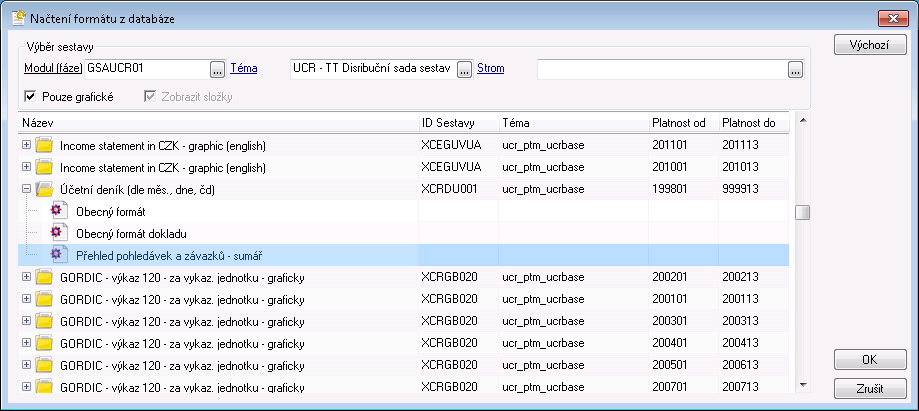 Načtení formátu z databáze
Výběr sestavy
Výchozí
Modul (fáze) GSAUCR01 ... Téma UCR - TT Disribuční sada sestav ... Strom ...
Pouze grafické Zobrazit složky
Název ID Sestavy Téma Platnost od Platnost do
Income statement in CZK - graphic (english) XCEGUVUA ucr_ptm_ucrbase 201101 201113
Income statement in CZK - graphic (english) XCEGUVUA ucr_ptm_ucrbase 201001 201013
Účetní deník (dle měs., dne, čd) XCRDU001 ucr_ptm_ucrbase 199801 999913
Obecný formát
Obecný formát dokladu
Přehled pohledávek a závazků - sumář
GORDIC - výkaz 120 - za vykaz. jednotku - graficky XCRGB020 ucr_ptm_ucrbase 200201 200213
GORDIC - výkaz 120 - za vykaz. jednotku - graficky XCRGB020 ucr_ptm_ucrbase 200101 200113
GORDIC - výkaz 120 - za vykaz. jednotku - graficky XCRGB020 ucr_ptm_ucrbase 200301 200313
GORDIC - výkaz 120 - za vykaz. jednotku - graficky XCRGB020 ucr_ptm_ucrbase 200401 200413
GORDIC - výkaz 120 - za vykaz. jednotku - graficky XCRGB020 ucr_ptm_ucrbase 200501 200613
GORDIC - výkaz 120 - za vykaz. jednotku - graficky XCRGB020 ucr_ptm_ucrbase 200701 200713
OK
Zrušit